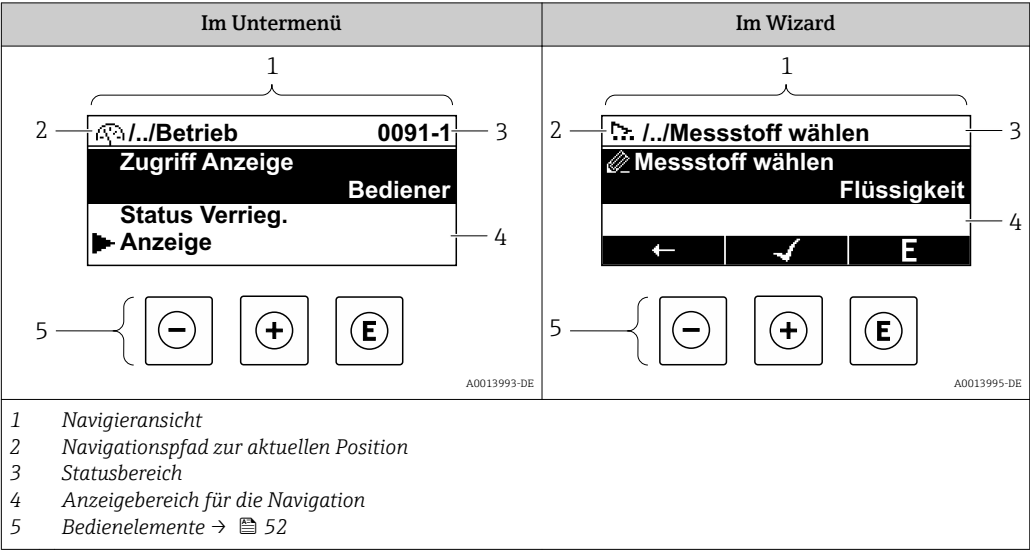 Im Untermenü
Im Wizard
1
2
/../Betrieb 0091-1
3
Zugriff Anzeige
Bediener
Status Verrieg.
Anzeige
4
5
- + E
A0013993-DE
1
2
/../Messstoff wählen
3
Messstoff wählen
Flüssigkeit
4
← ✓ E
5
- + E
A0013995-DE
1 Navigieransicht
2 Navigationspfad zur aktuellen Position
3 Statusbereich
4 Anzeigebereich für die Navigation
5 Bedienelemente → 52